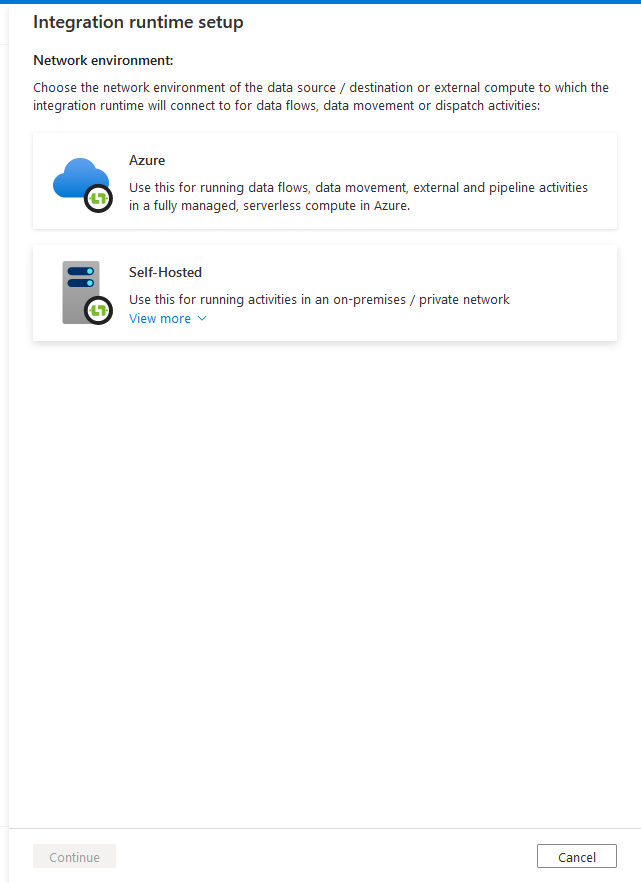 Integration runtime setup
Network environment:
Choose the network environment of the data source / destination or external compute to which the
integration runtime will connect to for data flows, data movement or dispatch activities:
Azure
Use this for running data flows, data movement, external and pipeline activities
in a fully managed, serverless compute in Azure.
Self-Hosted
Use this for running activities in an on-premises / private network
View more
Continue
Cancel